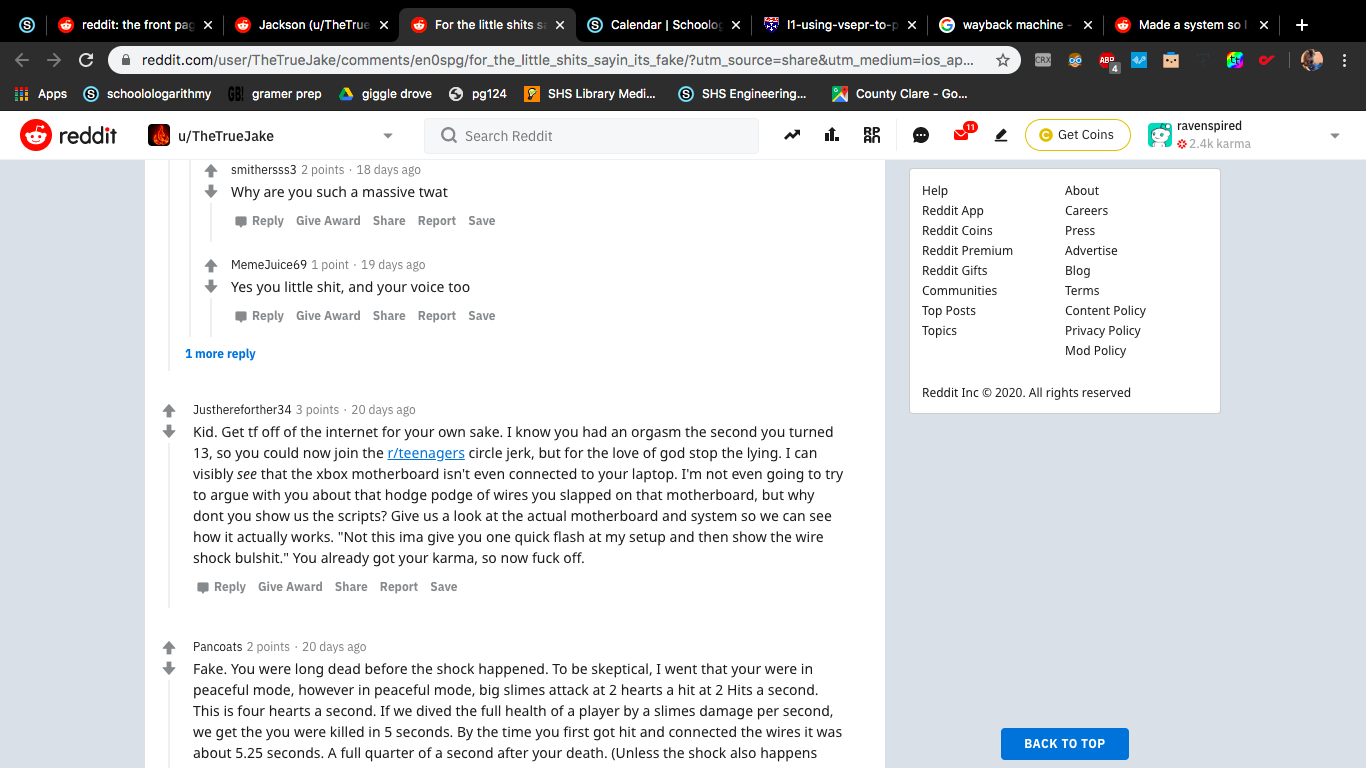 reddit: the front pag
Jackson (u/TheTrue
For the little shits sa
Calendar | Schoolog
l1-using-vsepr-to-p
wayback machine -
Made a system so I
reddit.com/user/TheTrueJake/comments/en0spg/for_the_little_shits_sayin_its_fake/?utm_source=share&utm_medium=ios_ap...
CRX
ABP
4
Apps
schoolologarithmy
GB!
gramer prep
giggle drove
pg124
SHS Library Medi...
SHS Engineering...
County Clare - Go...
reddit
u/TheTrueJake
Search Reddit
11
Get Coins
ravenspired
2.4k karma
smithersss3 2 points · 18 days ago
Why are you such a massive twat
Reply Give Award Share Report Save
MemeJuice69 1 point · 19 days ago
Yes you little shit, and your voice too
Reply Give Award Share Report Save
1 more reply
Justhereforther34 3 points · 20 days ago
Kid. Get tf off of the internet for your own sake. I know you had an orgasm the second you turned
13, so you could now join the r/teenagers circle jerk, but for the love of god stop the lying. I can
visibly see that the xbox motherboard isn't even connected to your laptop. I'm not even going to try
to argue with you about that hodge podge of wires you slapped on that motherboard, but why
dont you show us the scripts? Give us a look at the actual motherboard and system so we can see
how it actually works. "Not this ima give you one quick flash at my setup and then show the wire
shock bulshit." You already got your karma, so now fuck off.
Reply Give Award Share Report Save
Pancoats 2 points · 20 days ago
Fake. You were long dead before the shock happened. To be skeptical, I went that your were in
peaceful mode, however in peaceful mode, big slimes attack at 2 hearts a hit at 2 Hits a second.
This is four hearts a second. If we dived the full health of a player by a slimes damage per second,
we get the you were killed in 5 seconds. By the time you first got hit and connected the wires it was
about 5.25 seconds. A full quarter of a second after your death. (Unless the shock also happens
Help
About
Reddit App
Careers
Reddit Coins
Press
Reddit Premium
Advertise
Reddit Gifts
Blog
Communities
Terms
Top Posts
Content Policy
Topics
Privacy Policy
Mod Policy
Reddit Inc © 2020. All rights reserved
BACK TO TOP